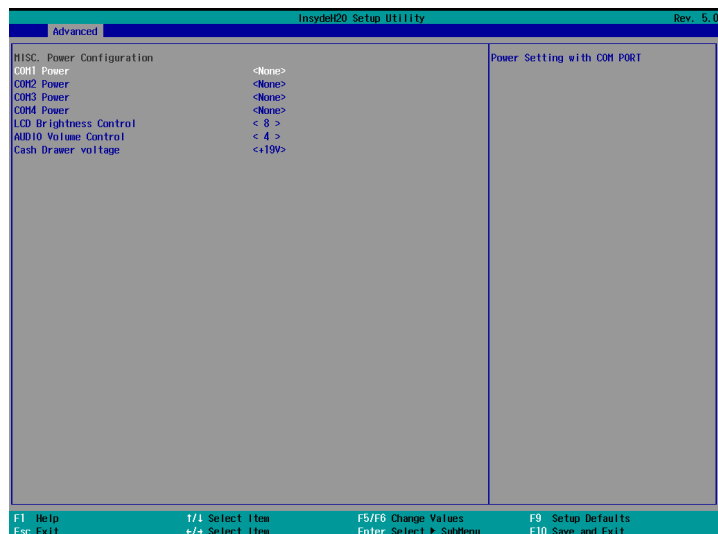 InsydeH2O Setup Utility Rev. 5.0
Advanced
MISC. Power Configuration
COM1 Power <None>
COM2 Power <None>
COM3 Power <None>
COM4 Power <None>
LCD Brightness Control < 8 >
AUDIO Volume Control < 4 >
Cash Drawer voltage <+19V>
Power Setting with COM PORT
F1 Help ↑/↓ Select Item F5/F6 Change Values F9 Setup Defaults
Esc Exit ←/→ Select Item Enter Select ► SubMenu F10 Save and Exit